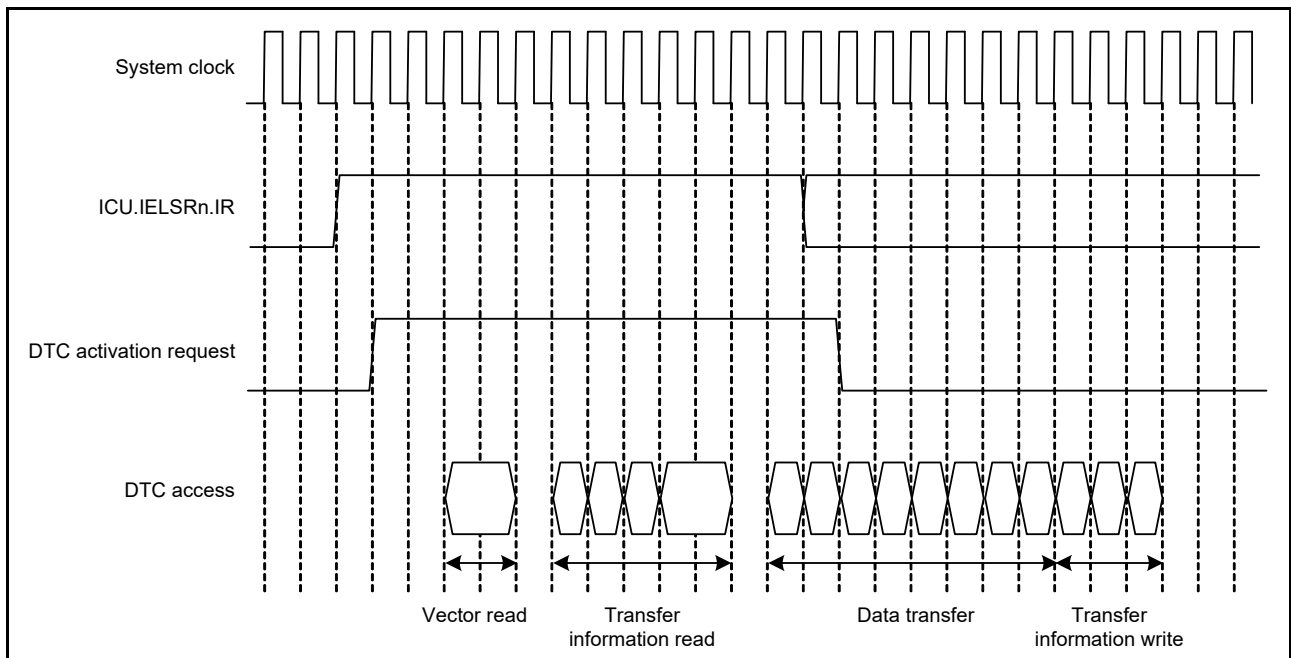 System clock
ICU.IELSRn.IR
DTC activation request
DTC access
Vector read
Transfer
information read
Data transfer
Transfer
information write